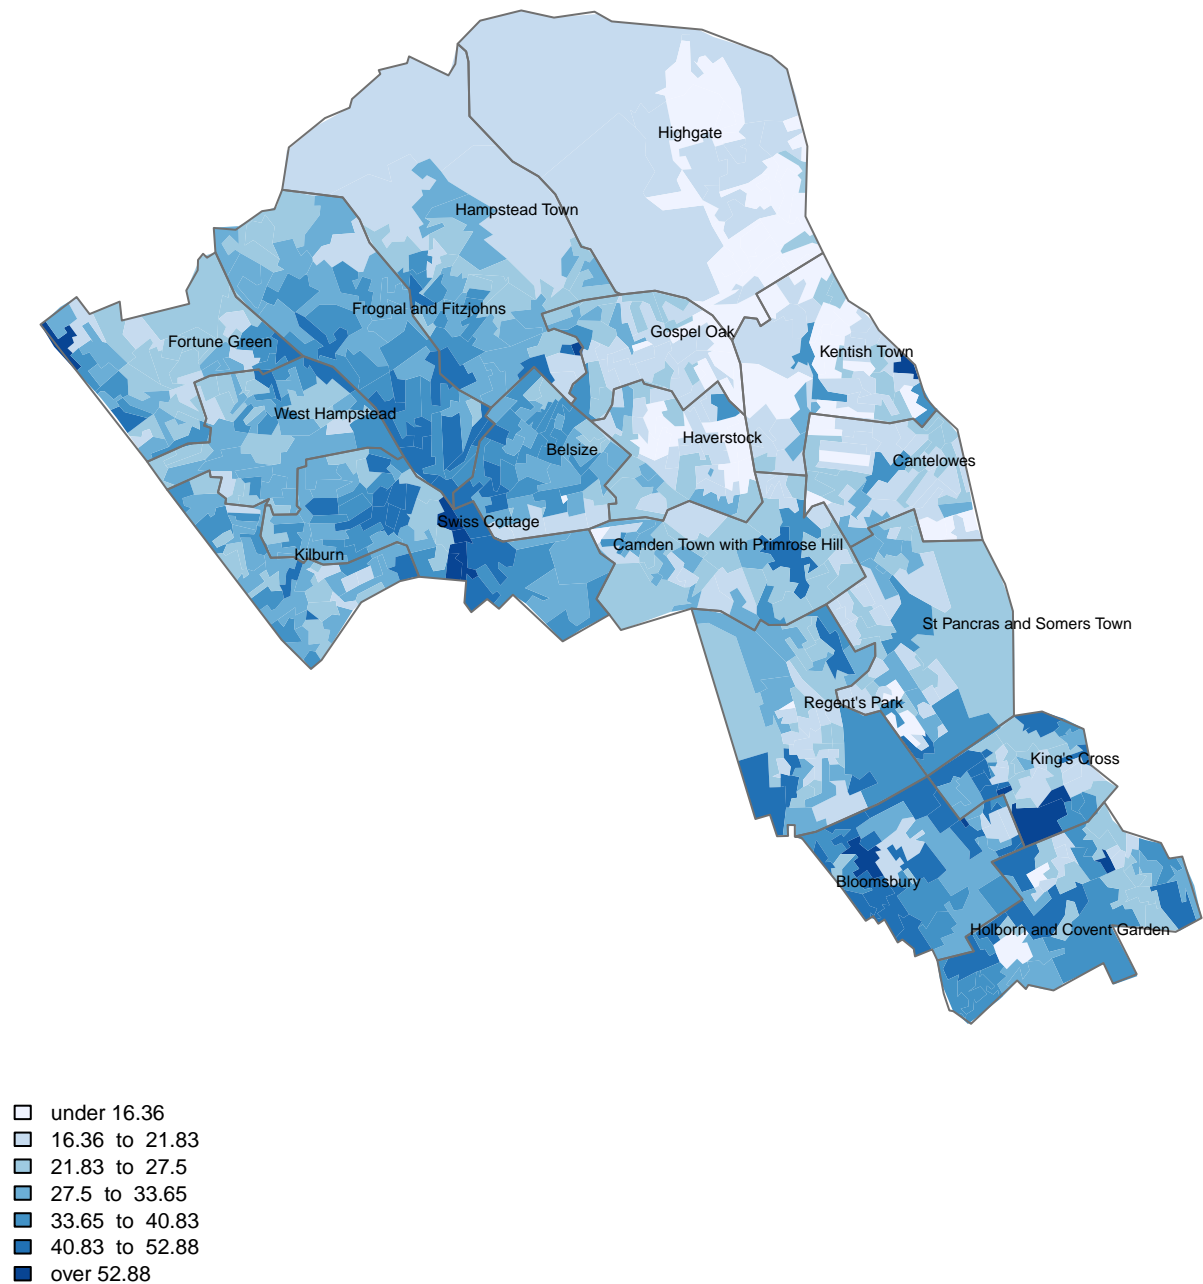 Highgate
Hampstead Town
Frognal and Fitzjohns
Gospel Oak
Fortune Green
Kentish Town
West Hampstead
Haverstock
Belsize
Cantelowes
Swiss Cottage
Camden Town with Primrose Hill
Kilburn
St Pancras and Somers Town
Regent's Park
King's Cross
Bloomsbury
Holborn and Covent Garden
under 16.36
16.36 to 21.83
21.83 to 27.5
27.5 to 33.65
33.65 to 40.83
40.83 to 52.88
over 52.88